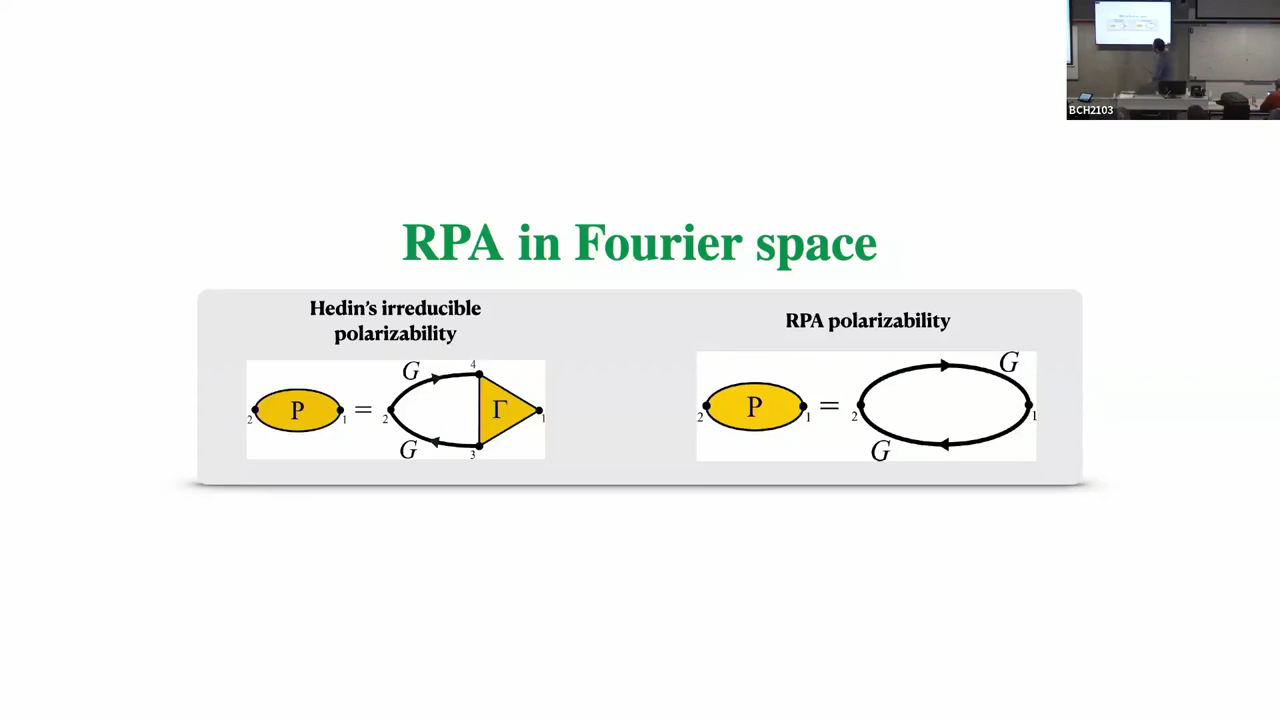 BCH2103
RPA in Fourier space
Hedin's irreducible
polarizability
G
4
2
P
1
=
2
Γ
1
G
3
RPA polarizability
G
2
P
1
=
2
1
G